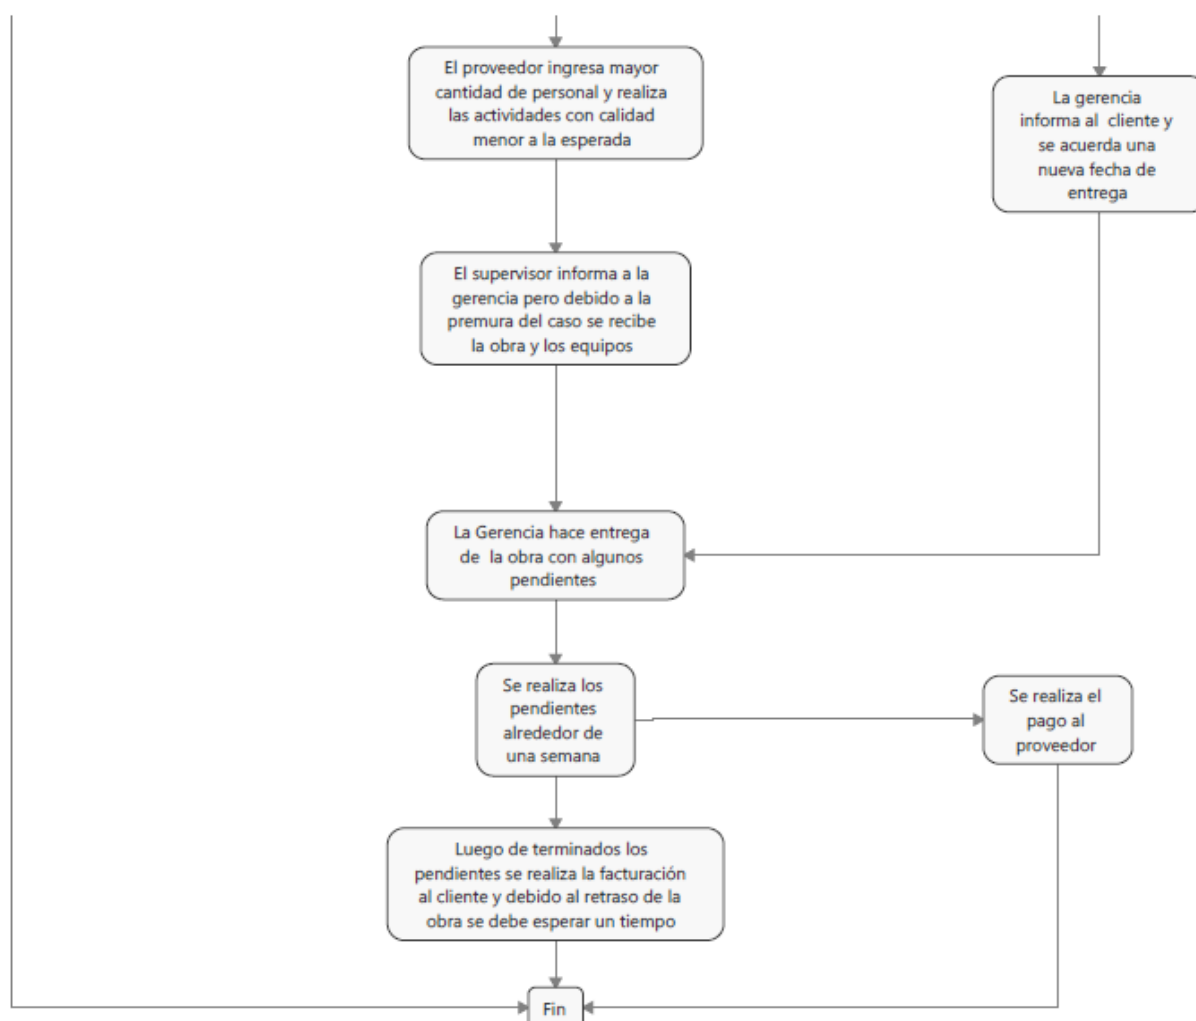 El proveedor ingresa mayor
cantidad de personal y realiza
las actividades con calidad
menor a la esperada
La gerencia
informa al cliente y
se acuerda una
nueva fecha de
entrega
El supervisor informa a la
gerencia pero debido a la
premura del caso se recibe
la obra y los equipos
La Gerencia hace entrega
de la obra con algunos
pendientes
Se realiza los
pendientes
alrededor de
una semana
Se realiza el
pago al
proveedor
Luego de terminados los
pendientes se realiza la facturación
al cliente y debido al retraso de la
obra se debe esperar un tiempo
Fin